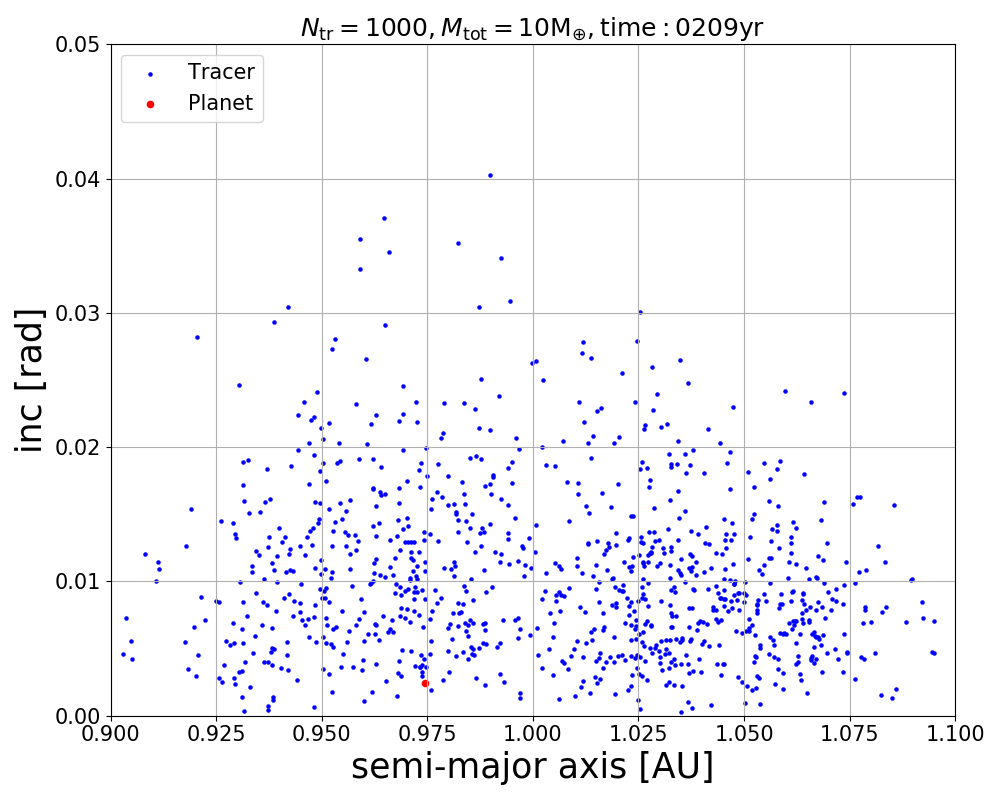 N_tr = 1000, M_tot = 10M_⊕, time : 0209yr
Tracer
Planet
inc [rad]
0.05
0.04
0.03
0.02
0.01
0.00
0.900 0.925 0.950 0.975 1.000 1.025 1.050 1.075 1.100
semi-major axis [AU]